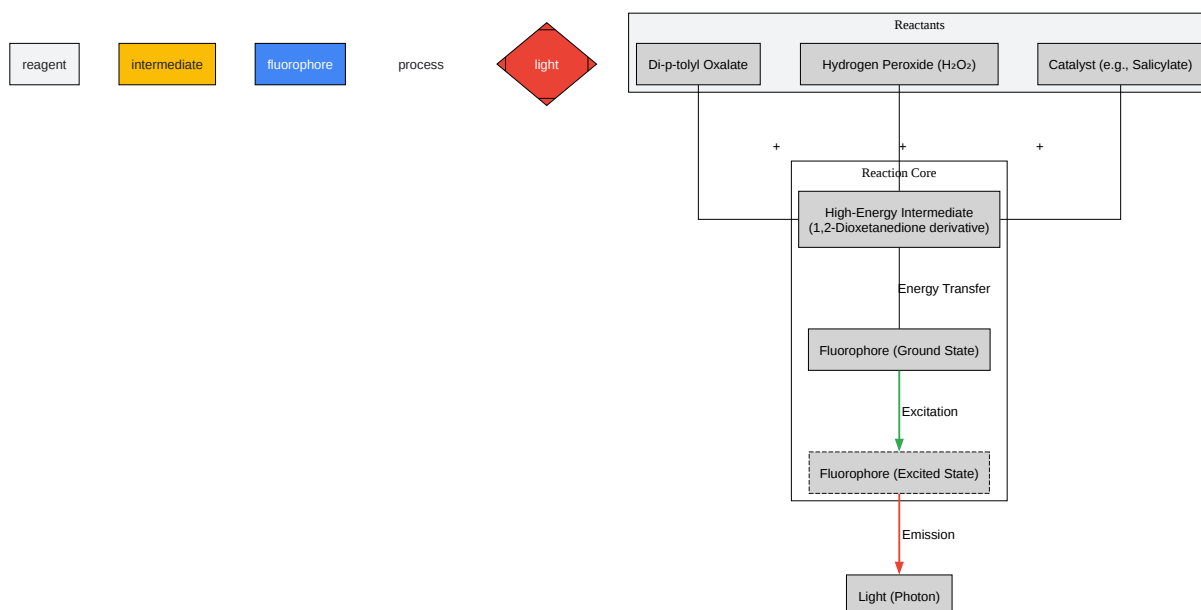 reagent
intermediate
fluorophore
process
light
Reactants
Di-p-tolyl Oxalate
Hydrogen Peroxide (H₂O₂)
Catalyst (e.g., Salicylate)
+
+
+
Reaction Core
High-Energy Intermediate
(1,2-Dioxetanedione derivative)
Energy Transfer
Fluorophore (Ground State)
Excitation
Fluorophore (Excited State)
Emission
Light (Photon)